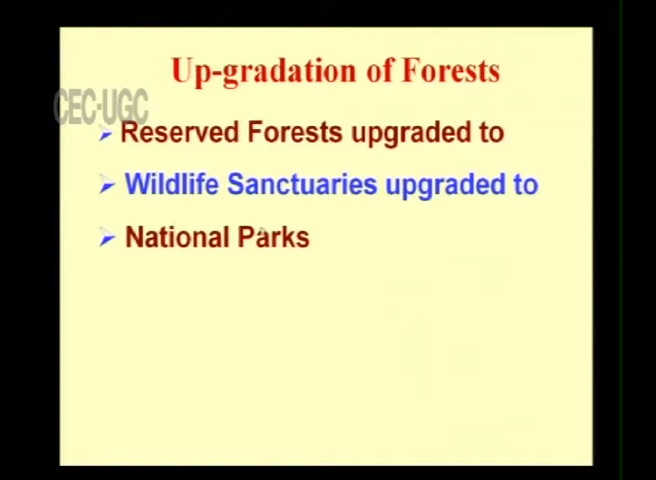 Up-gradation of Forests
CEC-UGC
Reserved Forests upgraded to
Wildlife Sanctuaries upgraded to
National Parks